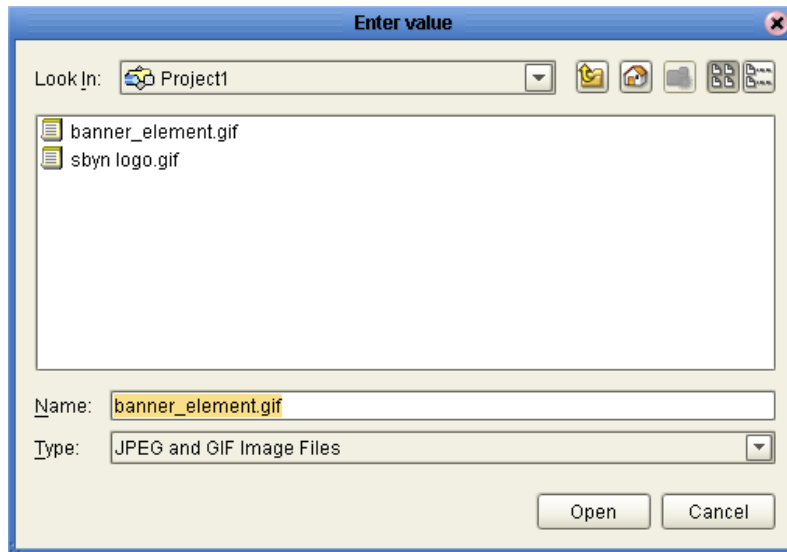 Enter value
Look In: Project1
banner_element.gif
sbyn logo.gif
Name: banner_element.gif
Type: JPEG and GIF Image Files
Open Cancel